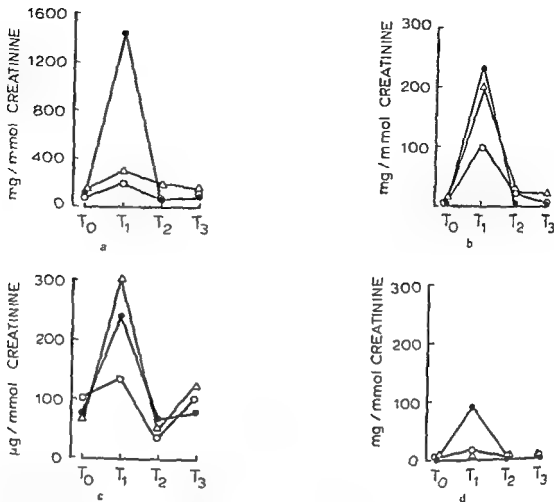 mg / mmol CREATININE
1600
1200
800
400
0
T0 T1 T2 T3
a
mg / mmol CREATININE
300
200
100
T0 T1 T2 T3
b
µg / mmol CREATININE
300
200
100
0
T0 T1 T2 T3
c
mg / mmol CREATININE
300
200
100
0
T0 T1 T2 T3
d